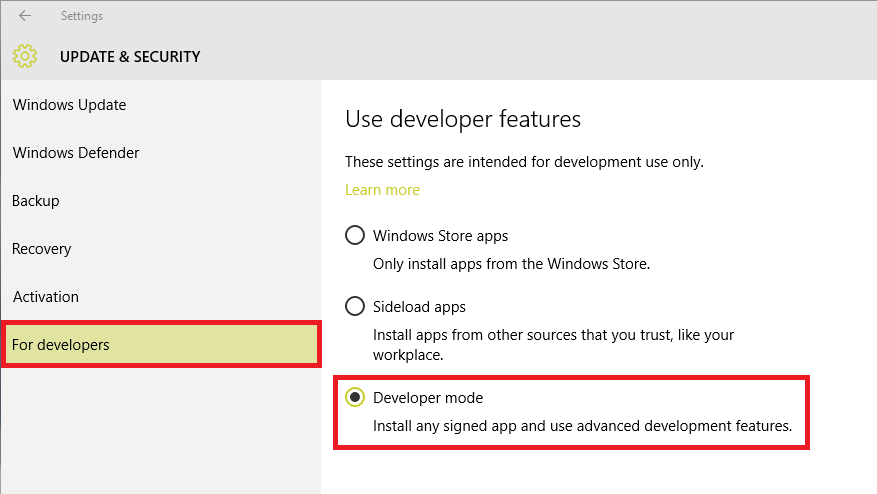 Settings
UPDATE & SECURITY
Windows Update
Windows Defender
Backup
Recovery
Activation
For developers
Use developer features
These settings are intended for development use only.
Learn more
Windows Store apps
Only install apps from the Windows Store.
Sideload apps
Install apps from other sources that you trust, like your
workplace.
Developer mode
Install any signed app and use advanced development features.